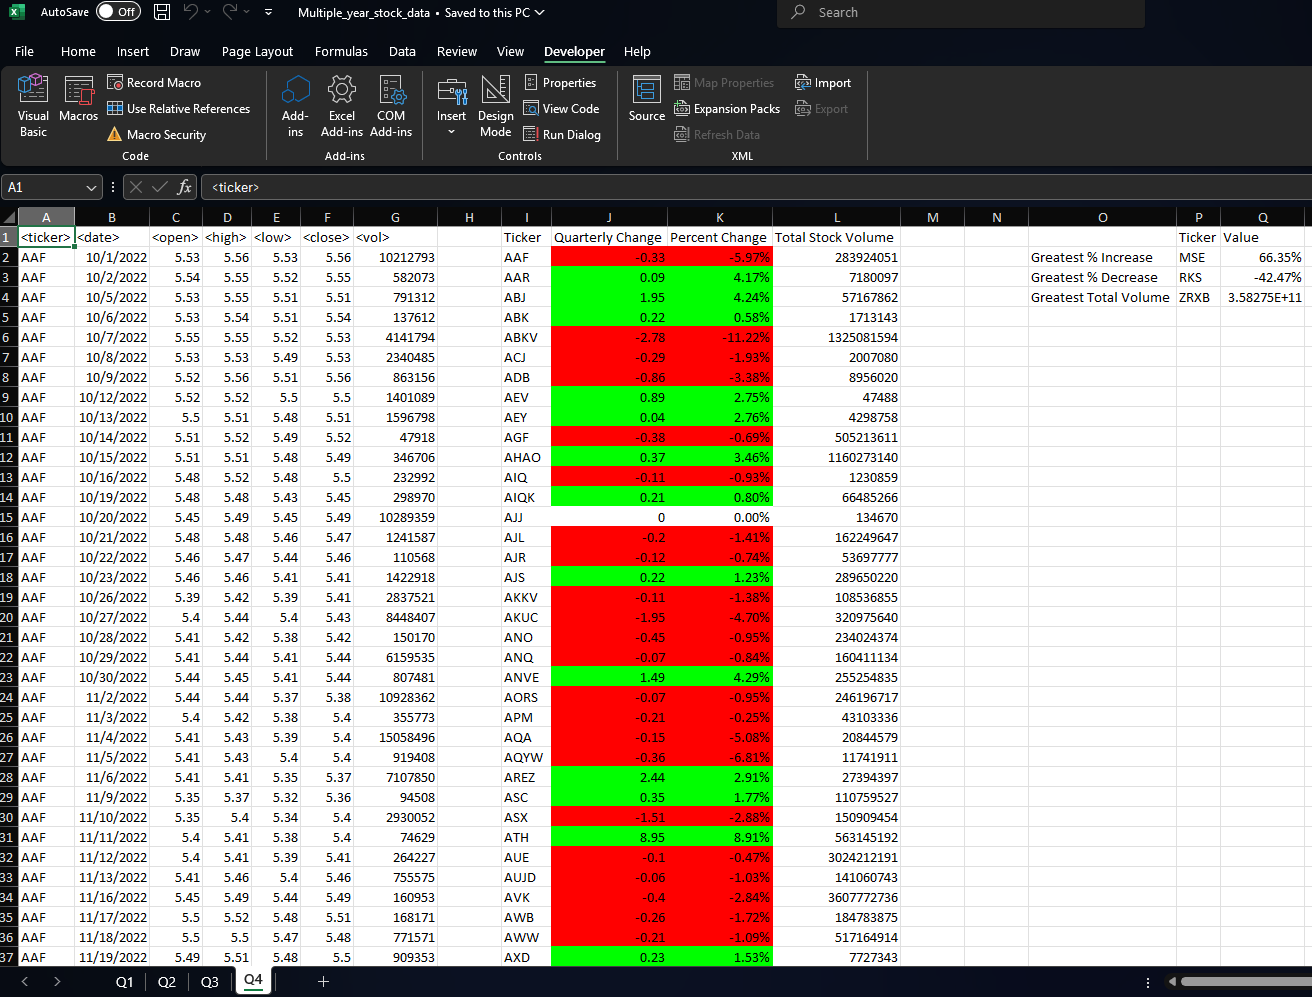 AutoSave Off Multiple_year_stock_data • Saved to this PC Search
File Home Insert Draw Page Layout Formulas Data Review View Developer Help
Visual Basic
Macros
Record Macro
Use Relative References
Macro Security
Code
Add-ins
Excel Add-ins
COM Add-ins
Add-ins
Insert
Design Mode
Properties
View Code
Run Dialog
Controls
Source
Map Properties
Expansion Packs
Refresh Data
Import
Export
XML
A1 fx <ticker>
A B C D E F G H I J K L M N O P Q
1 <ticker> <date> <open> <high> <low> <close> <vol> Ticker Quarterly Change Percent Change Total Stock Volume Ticker Value
2 AAF 10/1/2022 5.53 5.56 5.53 5.56 10212793 AAF -0.33 -5.97% 283924051 Greatest % Increase MSE 66.35%
3 AAF 10/2/2022 5.54 5.55 5.52 5.55 582073 AAR 0.09 4.17% 7180097 Greatest % Decrease RKS -42.47%
4 AAF 10/5/2022 5.53 5.55 5.51 5.51 791312 ABJ 1.95 4.24% 57167862 Greatest Total Volume ZRXB 3.58275E+11
5 AAF 10/6/2022 5.53 5.54 5.51 5.54 137612 ABK 0.22 0.58% 1713143
6 AAF 10/7/2022 5.55 5.55 5.52 5.53 4141794 ABKV -2.78 -11.22% 1325081594
7 AAF 10/8/2022 5.53 5.53 5.49 5.53 2340485 ACJ -0.29 -1.93% 2007080
8 AAF 10/9/2022 5.52 5.56 5.51 5.56 863156 ADB -0.86 -3.38% 8956020
9 AAF 10/12/2022 5.52 5.52 5.5 5.5 1401089 AEV 0.89 2.75% 47488
10 AAF 10/13/2022 5.5 5.51 5.48 5.51 1596798 AEY 0.04 2.76% 4298758
11 AAF 10/14/2022 5.51 5.52 5.49 5.52 47918 AGF -0.38 -0.69% 505213611
12 AAF 10/15/2022 5.51 5.51 5.48 5.49 346706 AHAO 0.37 3.46% 1160273140
13 AAF 10/16/2022 5.48 5.52 5.48 5.5 232992 AIQ -0.11 -0.93% 1230859
14 AAF 10/19/2022 5.48 5.48 5.43 5.45 298970 AIQK 0.21 0.80% 66485266
15 AAF 10/20/2022 5.45 5.49 5.45 5.49 10289359 AJJ 0 0.00% 134670
16 AAF 10/21/2022 5.48 5.48 5.46 5.47 1241587 AJL -0.2 -1.41% 162249647
17 AAF 10/22/2022 5.46 5.47 5.44 5.46 110568 AJR -0.12 -0.74% 53697777
18 AAF 10/23/2022 5.46 5.46 5.41 5.41 1422918 AJS 0.22 1.23% 289650220
19 AAF 10/26/2022 5.39 5.42 5.39 5.41 2837521 AKKV -0.11 -1.38% 108536855
20 AAF 10/27/2022 5.4 5.44 5.4 5.43 8448407 AKUC -1.95 -4.70% 320975640
21 AAF 10/28/2022 5.41 5.42 5.38 5.42 150170 ANO -0.45 -0.95% 234024374
22 AAF 10/29/2022 5.41 5.44 5.41 5.44 6159535 ANQ -0.07 -0.84% 160411134
23 AAF 10/30/2022 5.44 5.45 5.41 5.44 807481 ANVE 1.49 4.29% 255254835
24 AAF 11/2/2022 5.44 5.44 5.37 5.38 10928362 AORS -0.07 -0.95% 246196717
25 AAF 11/3/2022 5.4 5.42 5.38 5.4 355773 APM -0.21 -0.25% 43103336
26 AAF 11/4/2022 5.41 5.43 5.39 5.4 15058496 AQA -0.15 -5.08% 20844579
27 AAF 11/5/2022 5.41 5.43 5.4 5.4 919408 AQYW -0.36 -6.81% 11741911
28 AAF 11/6/2022 5.41 5.41 5.35 5.37 7107850 AREZ 2.44 2.91% 27394397
29 AAF 11/9/2022 5.35 5.37 5.32 5.36 94508 ASC 0.35 1.77% 110759527
30 AAF 11/10/2022 5.35 5.4 5.34 5.4 2930052 ASX -1.51 -2.88% 150909454
31 AAF 11/11/2022 5.4 5.41 5.38 5.4 74629 ATH 8.95 8.91% 563145192
32 AAF 11/12/2022 5.4 5.41 5.39 5.41 264227 AUE -0.1 -0.47% 3024212191
33 AAF 11/13/2022 5.41 5.46 5.4 5.46 755575 AUJD -0.06 -1.03% 141060743
34 AAF 11/16/2022 5.45 5.49 5.44 5.49 160953 AVK -0.4 -2.84% 3607772736
35 AAF 11/17/2022 5.5 5.52 5.48 5.51 168171 AWB -0.26 -1.72% 184783875
36 AAF 11/18/2022 5.5 5.5 5.47 5.48 771571 AWW -0.21 -1.09% 517164914
37 AAF 11/19/2022 5.49 5.51 5.48 5.5 909353 AXD 0.23 1.53% 7727343
Q1 Q2 Q3 Q4 +